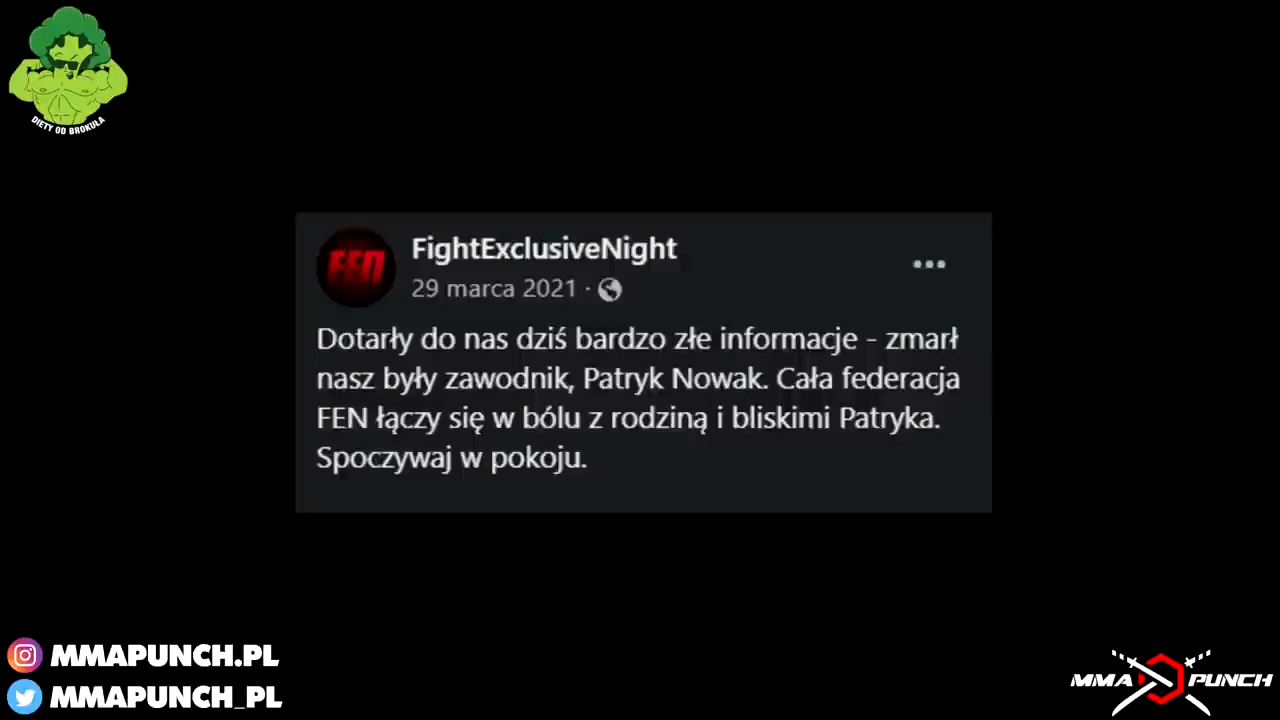 DIETY OD BROKUŁA
FEN
FightExclusiveNight
29 marca 2021 ·
Dotarły do nas dziś bardzo złe informacje - zmarł
nasz były zawodnik, Patryk Nowak. Cała federacja
FEN łączy się w bólu z rodziną i bliskimi Patryka.
Spoczywaj w pokoju.
MMAPUNCH.PL
MMAPUNCH_PL
MMA PUNCH